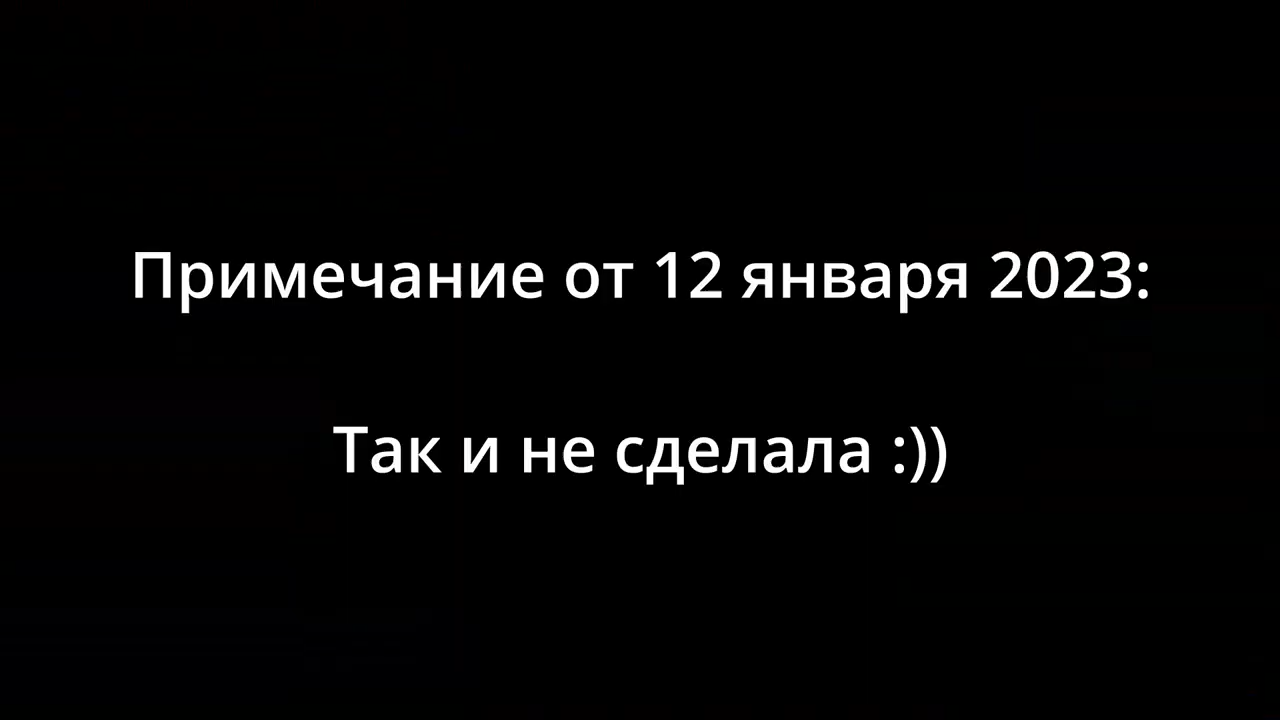 Примечание от 12 января 2023:
Так и не сделала :))